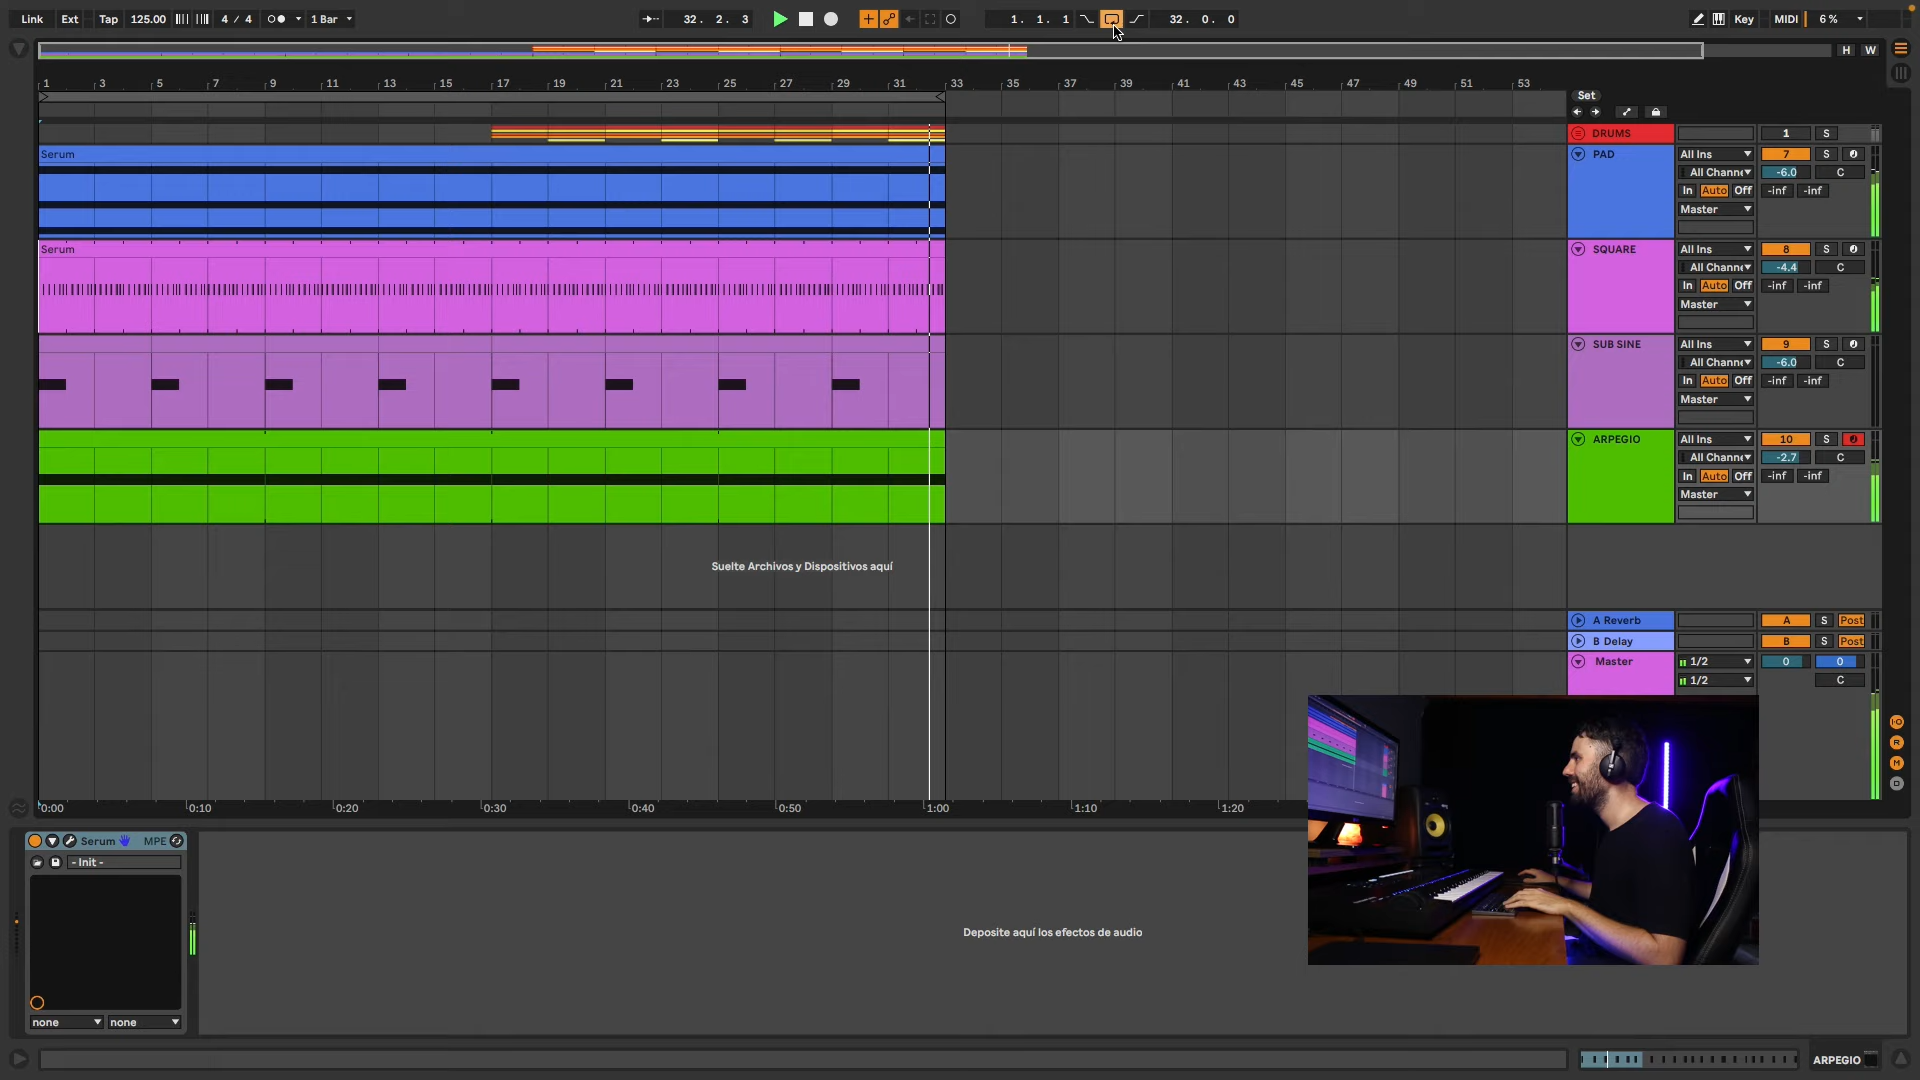 Link Ext Tap 125.00 4 / 4 1 Bar 32. 2. 3 1. 1. 1 32. 0. 0 Key MIDI 6 %
H W
1 3 5 7 9 11 13 15 17 19 21 23 25 27 29 31 33 35 37 39 41 43 45 47 49 51 53
Set
DRUMS 1 S
Serum PAD All Ins 7 S
All Channe -6.0 C
In Auto Off -inf -inf
Master
Serum SQUARE All Ins 8 S
All Channe -4.4 C
In Auto Off -inf -inf
Master
SUB SINE All Ins 9 S
All Channe -6.0 C
In Auto Off -inf -inf
Master
ARPEGIO All Ins 10 S
All Channe -2.7 C
In Auto Off -inf -inf
Master
Suelte Archivos y Dispositivos aquí
A Reverb A S Post
B Delay B S Post
Master 1/2 0 0
1/2 C
I·O
R
M
D
0:00 0:10 0:20 0:30 0:40 0:50 1:00 1:10 1:20
Serum MPE
- Init -
Deposite aquí los efectos de audio
none none
ARPEGIO